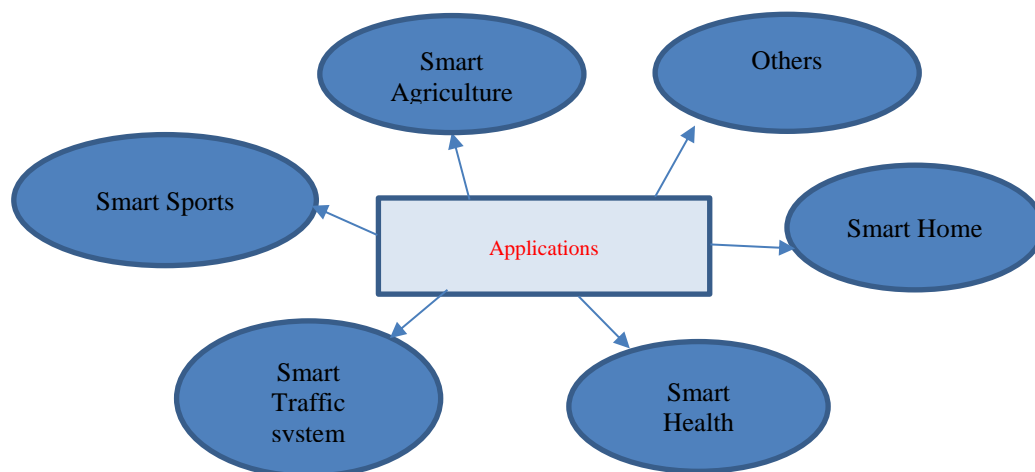 Others
Smart
Agriculture
Smart Sports
Smart Home
Applications
Smart
Traffic
system
Smart
Health